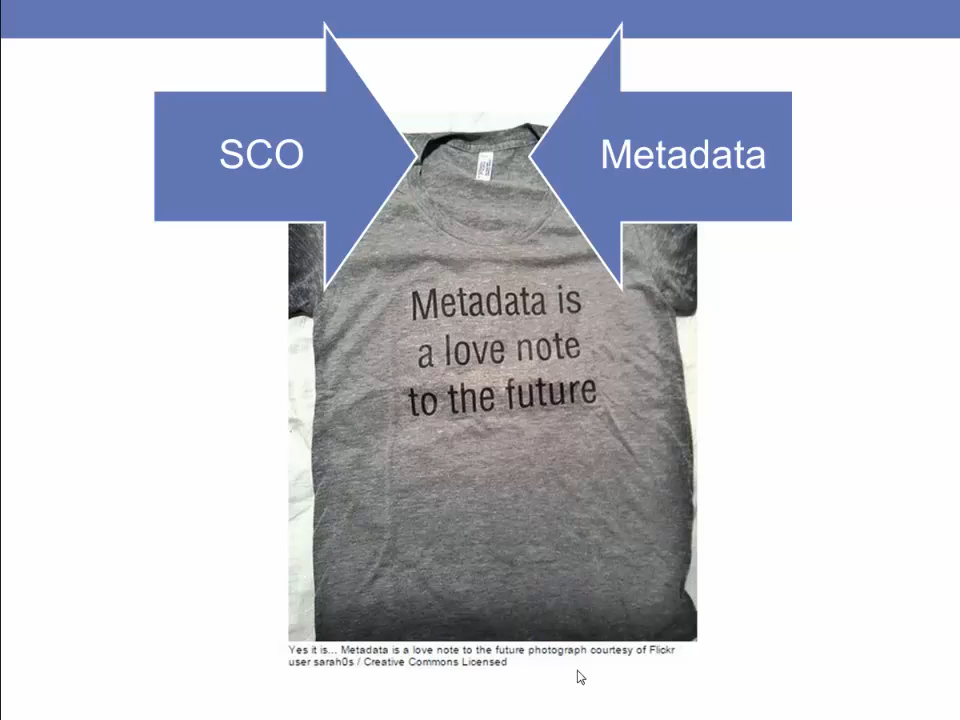 SCO
Metadata
Metadata is
a love note
to the future
Yes it is... Metadata is a love note to the future photograph courtesy of Flickr
user sarah0s / Creative Commons Licensed